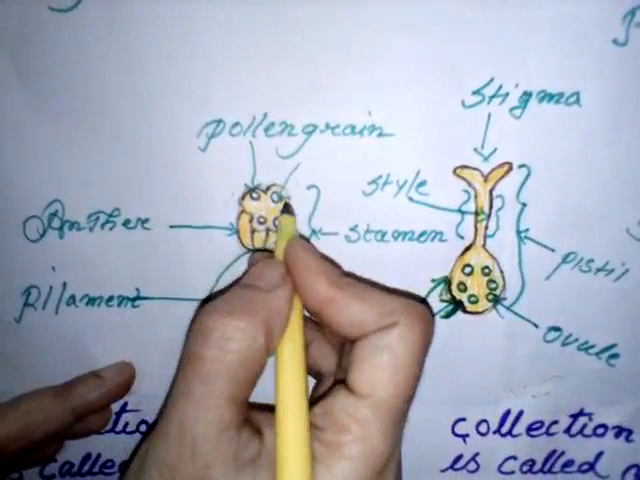 Stigma
pollengrain
Style
Anther
Stamen
Pistil
Filament
Ovule
collection
is called